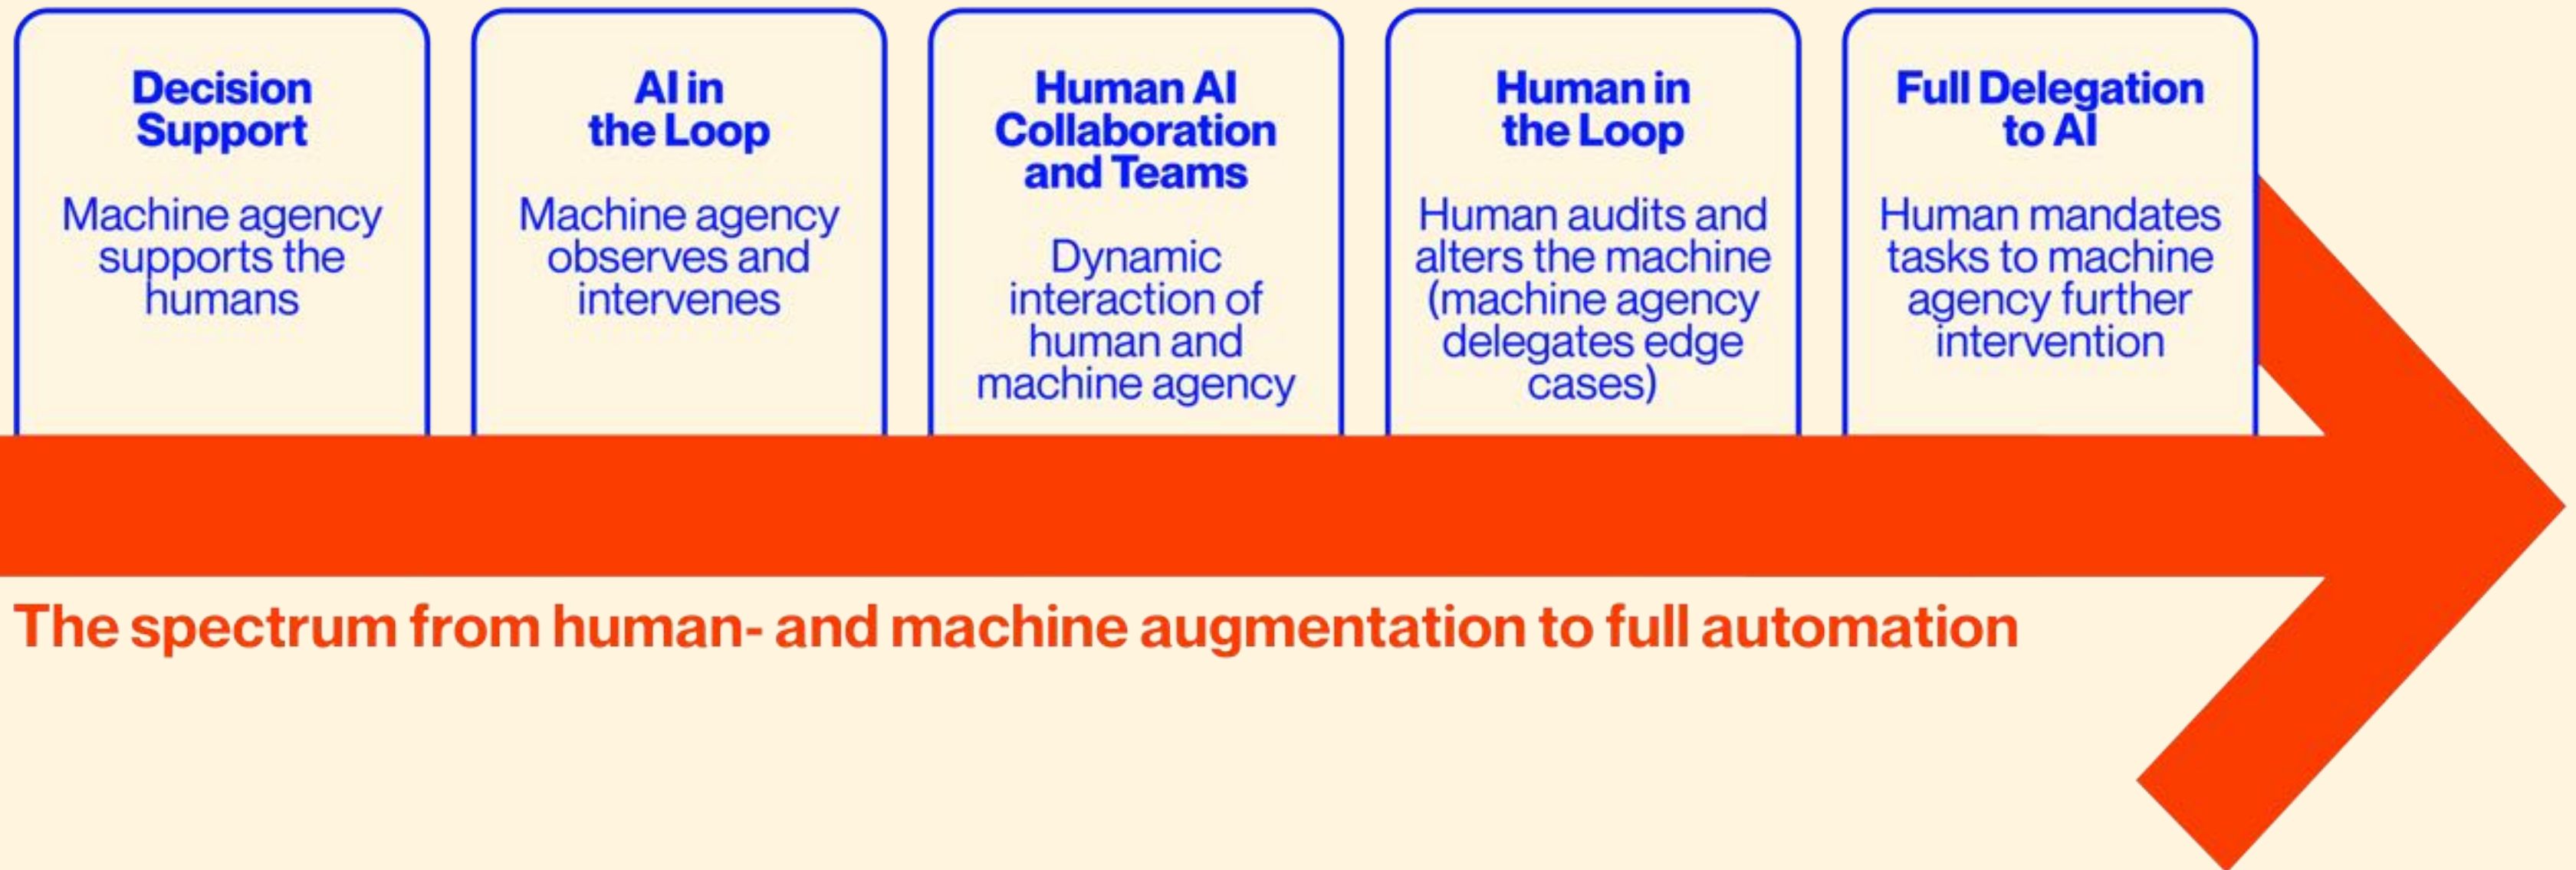 Decision
Support
Machine agency
supports the
humans
AI in
the Loop
Machine agency
observes and
intervenes
Human AI
Collaboration
and Teams
Dynamic
interaction of
human and
machine agency
Human in
the Loop
Human audits and
alters the machine
(machine agency
delegates edge
cases)
Full Delegation
to AI
Human mandates
tasks to machine
agency further
intervention
The spectrum from human- and machine augmentation to full automation